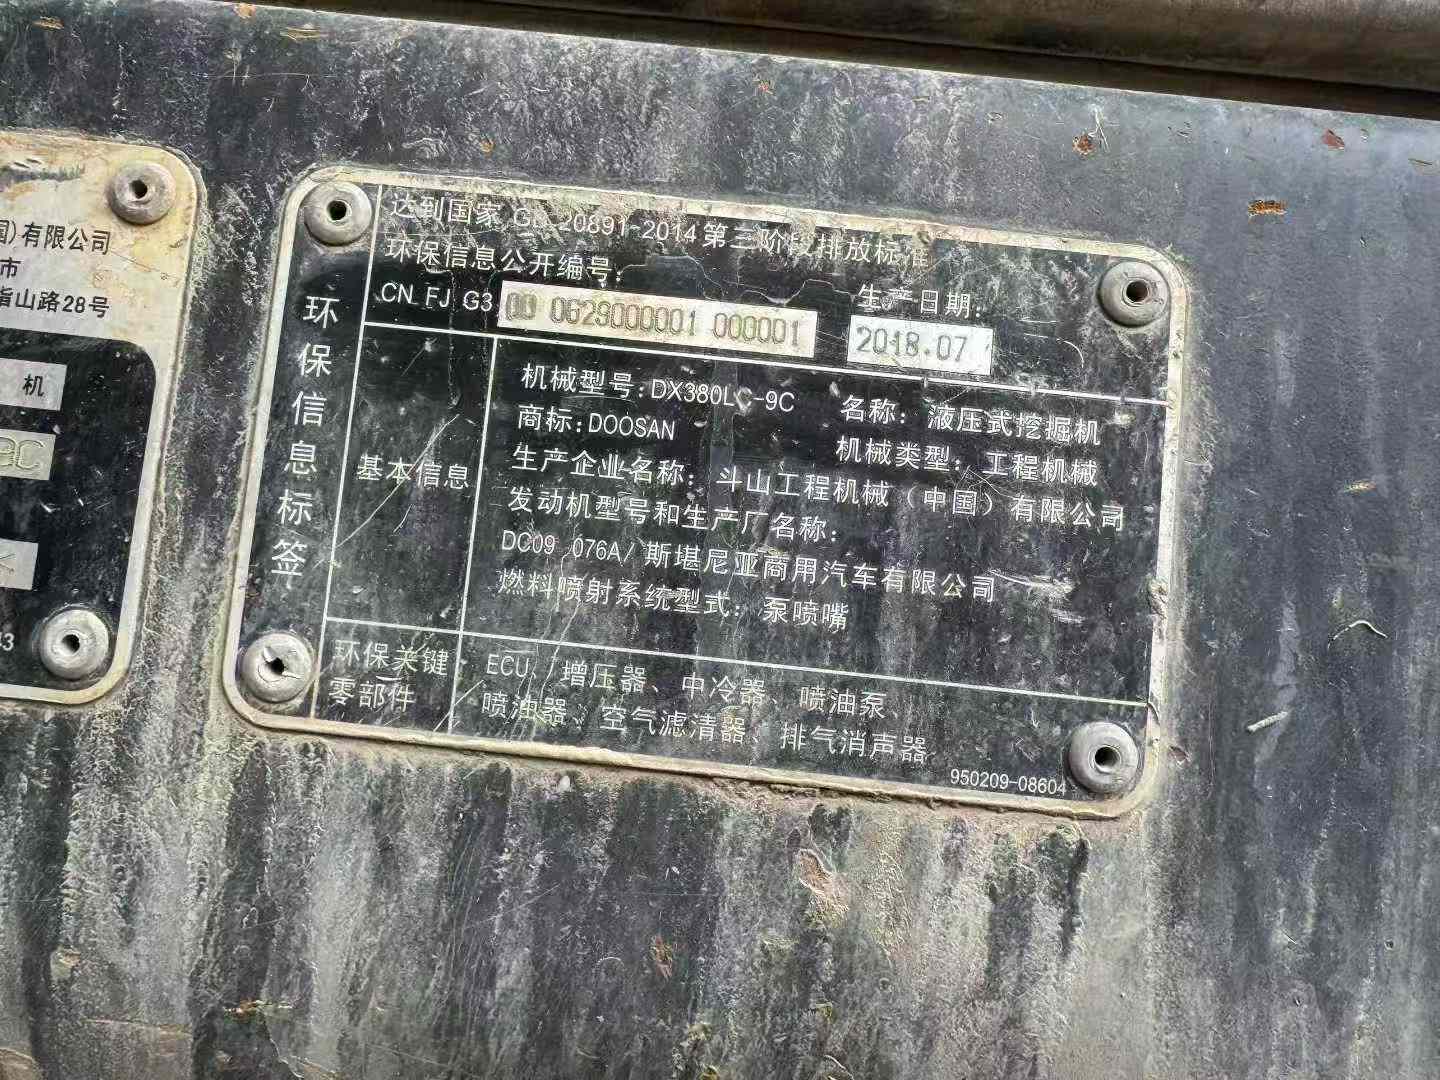 国)有限公司
市
指山路28号
机
9C
达到国家 GB 20891-2014第三阶段排放标准
环保信息公开编号:
生产日期:
CN FJ G3 00 0G29000001 000001
2018.07
环保信息标签
基本信息
机械型号:DX380LC-9C 名称: 液压式挖掘机
商标:DOOSAN 机械类型: 工程机械
生产企业名称: 斗山工程机械(中国)有限公司
发动机型号和生产厂名称:
DC09 076A/ 斯堪尼亚商用汽车有限公司
燃料喷射系统型式: 泵喷嘴
环保关键
零部件
ECU、增压器、中冷器、喷油泵、
喷油器、空气滤清器、排气消声器
950209-08604